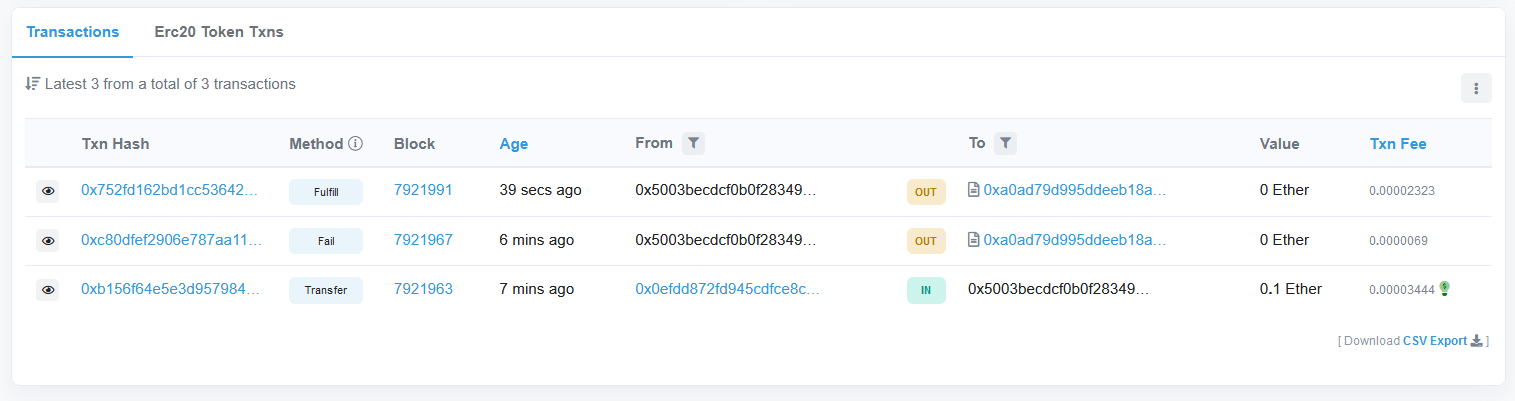 Transactions Erc20 Token Txns
Latest 3 from a total of 3 transactions
Txn Hash Method Block Age From To Value Txn Fee
0x752fd162bd1cc53642... Fulfill 7921991 39 secs ago 0x5003becdcf0b0f28349... OUT 0xa0ad79d995ddeeb18a... 0 Ether 0.00002323
0xc80dfef2906e787aa11... Fail 7921967 6 mins ago 0x5003becdcf0b0f28349... OUT 0xa0ad79d995ddeeb18a... 0 Ether 0.0000069
0xb156f64e5e3d957984... Transfer 7921963 7 mins ago 0x0efdd872fd945cdfce8c... IN 0x5003becdcf0b0f28349... 0.1 Ether 0.00003444
[ Download CSV Export ]